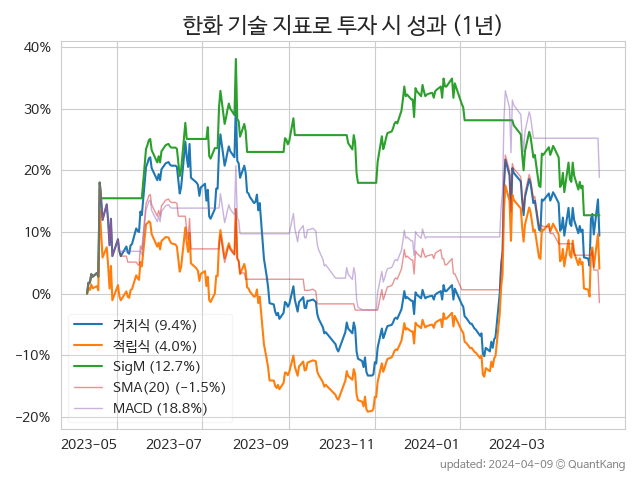 한화 기술 지표로 투자 시 성과 (1년)
40%
30%
20%
10%
0%
−10%
−20%
거치식 (9.4%)
적립식 (4.0%)
SigM (12.7%)
SMA(20) (−1.5%)
MACD (18.8%)
2023-05 2023-07 2023-09 2023-11 2024-01 2024-03
updated: 2024-04-09 © QuantKang